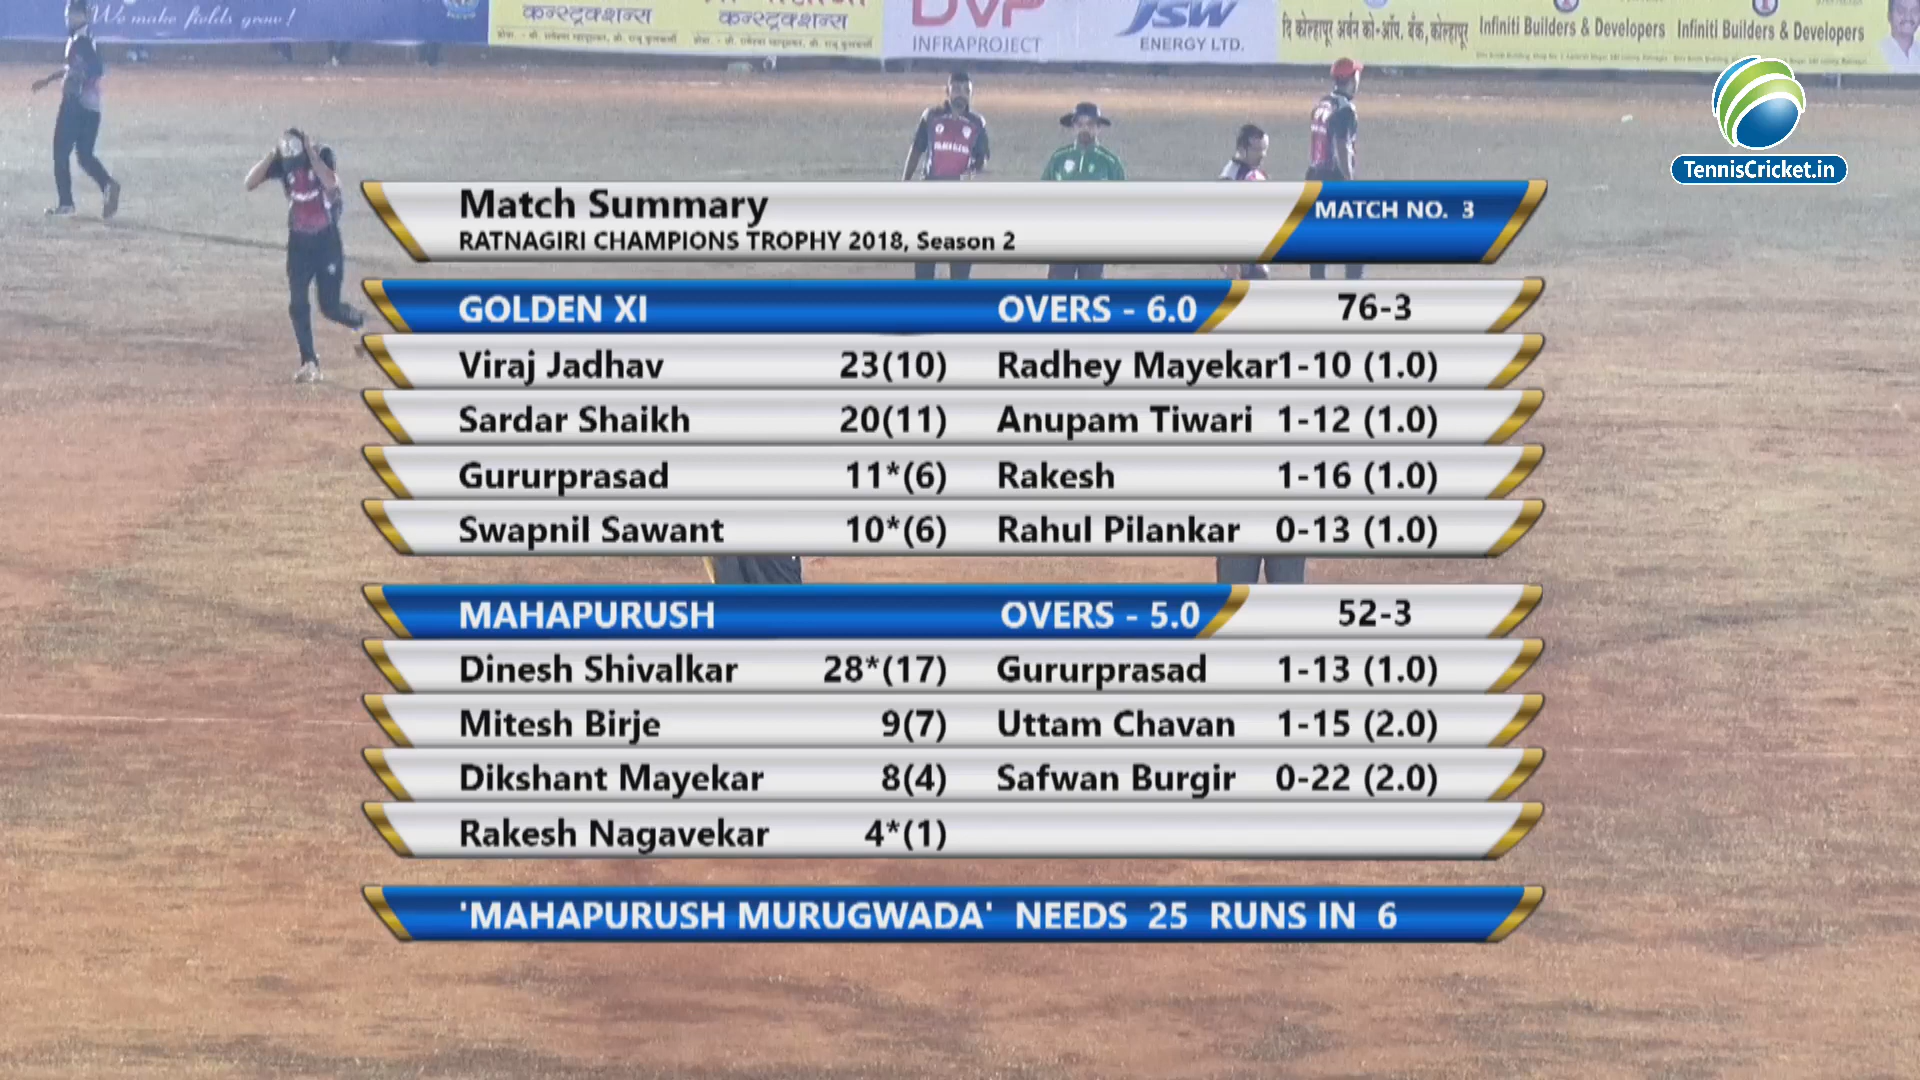 We make fields grow!
कन्स्ट्रक्शन्स
कन्स्ट्रक्शन्स
DVP
INFRAPROJECT
JSW
ENERGY LTD.
दि कोल्हापूर अर्बन को-ऑप. बँक, कोल्हापूर
Infiniti Builders & Developers
Infiniti Builders & Developers
TennisCricket.in
Match Summary
RATNAGIRI CHAMPIONS TROPHY 2018, Season 2
MATCH NO. 3
GOLDEN XI OVERS - 6.0 76-3
Viraj Jadhav 23(10) Radhey Mayekar1-10 (1.0)
Sardar Shaikh 20(11) Anupam Tiwari 1-12 (1.0)
Gururprasad 11*(6) Rakesh 1-16 (1.0)
Swapnil Sawant 10*(6) Rahul Pilankar 0-13 (1.0)
MAHAPURUSH OVERS - 5.0 52-3
Dinesh Shivalkar 28*(17) Gururprasad 1-13 (1.0)
Mitesh Birje 9(7) Uttam Chavan 1-15 (2.0)
Dikshant Mayekar 8(4) Safwan Burgir 0-22 (2.0)
Rakesh Nagavekar 4*(1)
'MAHAPURUSH MURUGWADA' NEEDS 25 RUNS IN 6